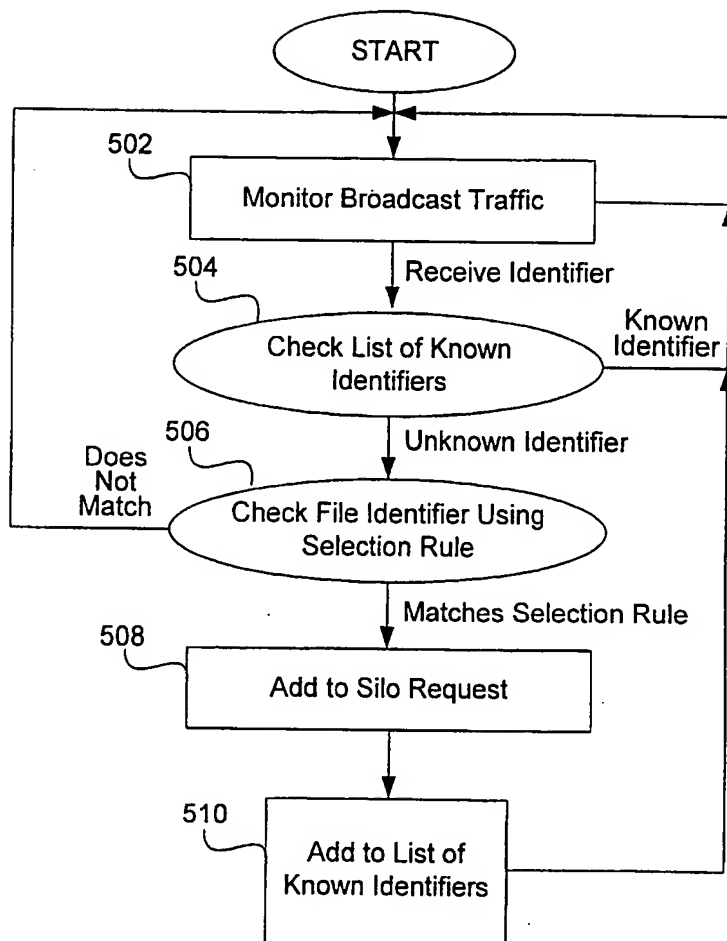 START
502
Monitor Broadcast Traffic
Receive Identifier
504
Check List of Known
Identifiers
Known
Identifier
Unknown Identifier
506
Does
Not
Match
Check File Identifier Using
Selection Rule
Matches Selection Rule
508
Add to Silo Request
510
Add to List of
Known Identifiers